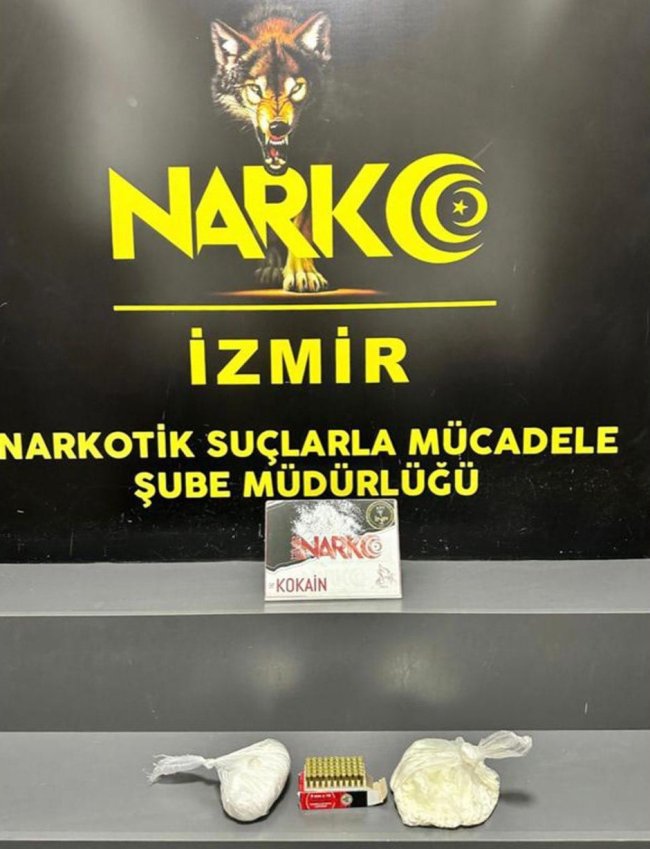 NARKO
İZMİR
NARKOTİK SUÇLARLA MÜCADELE
ŞUBE MÜDÜRLÜĞÜ
NARKO
KOKAİN